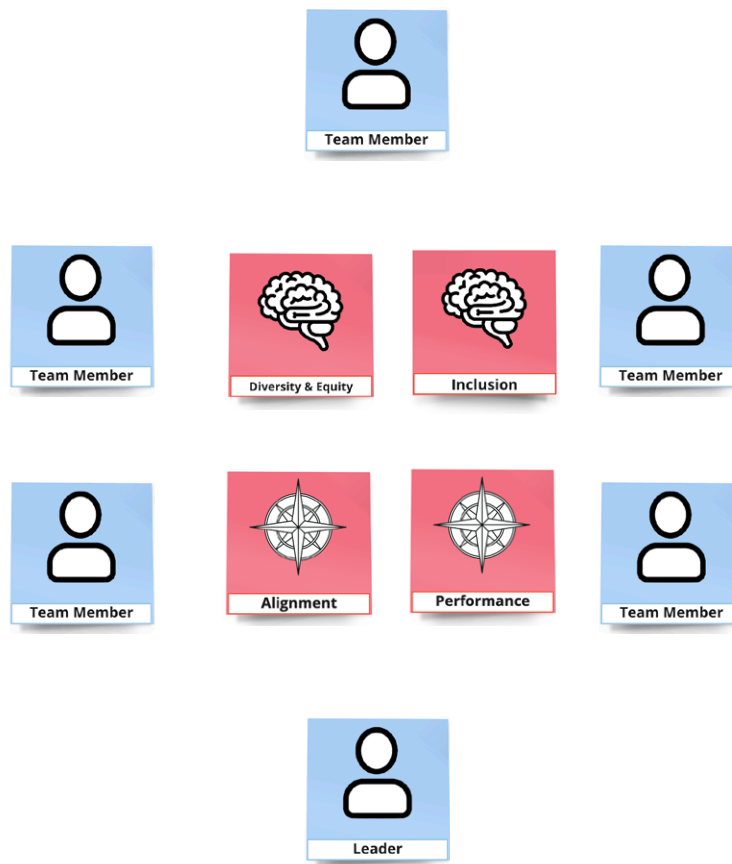 Team Member
Team Member
Diversity & Equity
Inclusion
Team Member
Team Member
Alignment
Performance
Team Member
Leader